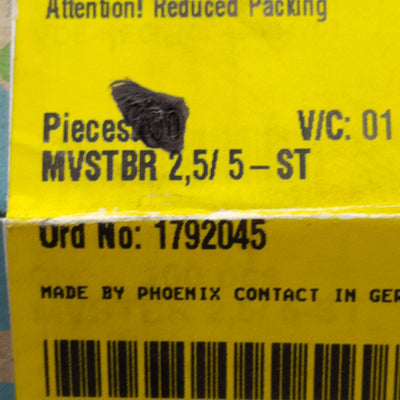 Attention! Reduced Packing
Pieces: V/C: 01
MVSTBR 2,5/ 5 – ST
Ord No: 1792045
MADE BY PHOENIX CONTACT IN GER